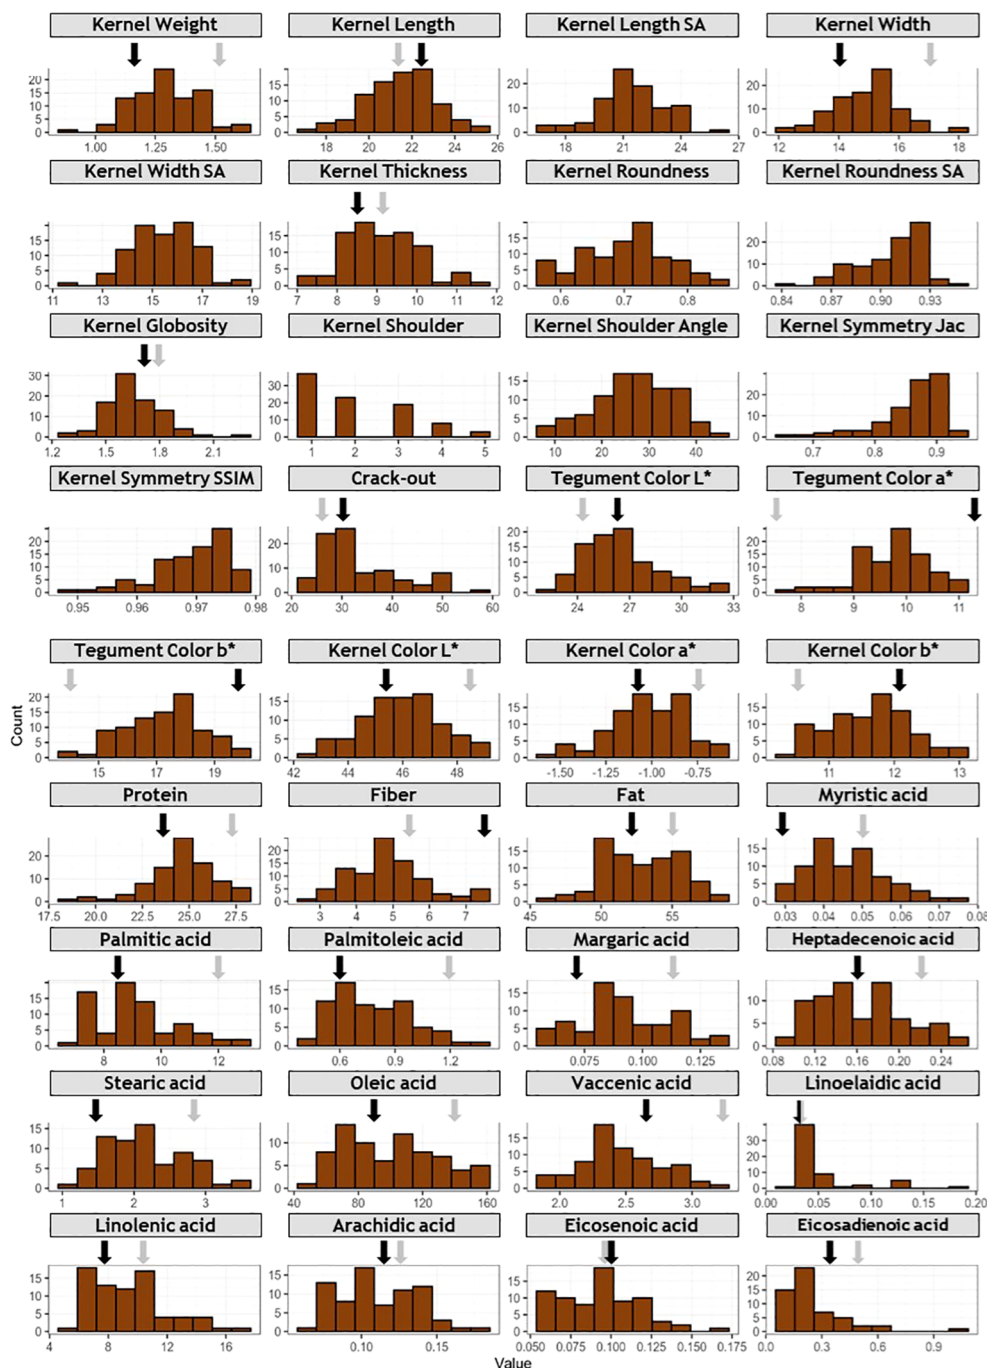 Kernel Weight Kernel Length Kernel Length SA Kernel Width
20 15 10 5 0 20 15 10 5 0 20 10 0 20 10 0
1.00 1.25 1.50 18 20 22 24 26 18 21 24 27 12 14 16 18
Kernel Width SA Kernel Thickness Kernel Roundness Kernel Roundness SA
15 10 5 0 15 10 5 0 15 10 5 0 20 10 0
11 13 15 17 19 7 8 9 10 11 12 0.6 0.7 0.8 0.84 0.87 0.90 0.93
Kernel Globosity Kernel Shoulder Kernel Shoulder Angle Kernel Symmetry Jac
30 20 10 0 30 20 10 0 15 10 5 0 20 10 0
1.2 1.5 1.8 2.1 1 2 3 4 5 10 20 30 40 0.7 0.8 0.9
Kernel Symmetry SSIM Crack-out Tegument Color L* Tegument Color a*
20 15 10 5 0 20 10 0 20 15 10 5 0 20 15 10 5 0
0.95 0.96 0.97 0.98 20 30 40 50 60 24 27 30 33 8 9 10 11
Tegument Color b* Kernel Color L* Kernel Color a* Kernel Color b*
20 15 10 5 0 15 10 5 0 15 10 5 0 15 10 5 0
15 17 19 42 44 46 48 -1.50 -1.25 -1.00 -0.75 11 12 13
Count
Protein Fiber Fat Myristic acid
20 10 0 20 15 10 5 0 20 10 0 15 10 5 0
17.5 20.0 22.5 25.0 27.5 3 4 5 6 7 45 50 55 0.03 0.04 0.05 0.06 0.07 0.08
Palmitic acid Palmitoleic acid Margaric acid Heptadecenoic acid
15 10 5 0 15 10 5 0 15 10 5 0 10 5 0
8 10 12 0.6 0.9 1.2 0.075 0.100 0.125 0.08 0.12 0.16 0.20 0.24
Stearic acid Oleic acid Vaccenic acid Linoelaidic acid
15 10 5 0 10 5 0 15 10 5 0 30 20 10 0
1 2 3 40 80 120 160 2.0 2.5 3.0 0.00 0.05 0.10 0.15 0.20
Linolenic acid Arachidic acid Eicosenoic acid Eicosadienoic acid
15 10 5 0 15 10 5 0 15 10 5 0 20 15 10 5 0
4 8 12 16 0.10 0.15 0.050 0.075 0.100 0.125 0.150 0.175 0.3 0.6 0.9
Value